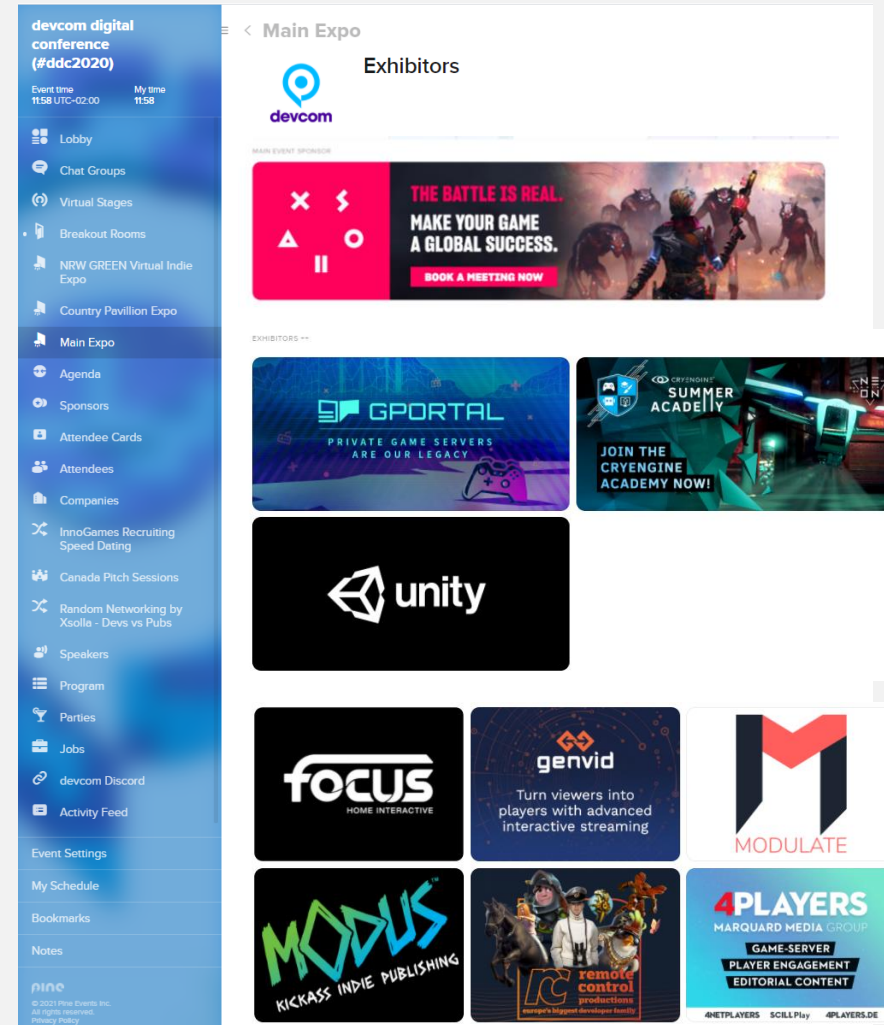 devcom digital
conference
(#ddc2020)
Event time
11:58 UTC-02:00
My time
11:58
Lobby
Chat Groups
Virtual Stages
Breakout Rooms
NRW GREEN Virtual Indie
Expo
Country Pavillion Expo
Main Expo
Agenda
Sponsors
Attendee Cards
Attendees
Companies
InnoGames Recruiting
Speed Dating
Canada Pitch Sessions
Random Networking by
Xsolla - Devs vs Pubs
Speakers
Program
Parties
Jobs
devcom Discord
Activity Feed
Event Settings
My Schedule
Bookmarks
Notes
pine
© 2021 Pine Events Inc.
All rights reserved.
Privacy Policy
Main Expo
Exhibitors
devcom
MAIN EVENT SPONSOR
THE BATTLE IS REAL.
MAKE YOUR GAME
A GLOBAL SUCCESS.
BOOK A MEETING NOW
EXHIBITORS ~~
GPORTAL
PRIVATE GAME SERVERS
ARE OUR LEGACY
CRYENGINE
SUMMER
ACADEMY
JOIN THE
CRYENGINE
ACADEMY NOW!
unity
FOCUS
HOME INTERACTIVE
genvid
Turn viewers into
players with advanced
interactive streaming
MODULATE
MODUS™
KICKASS INDIE PUBLISHING
rc remote
control
productions
europe's biggest developer family
4PLAYERS
MARQUARD MEDIA GROUP
GAME-SERVER
PLAYER ENGAGEMENT
EDITORIAL CONTENT
4NETPLAYERS SCILL Play 4PLAYERS.DE